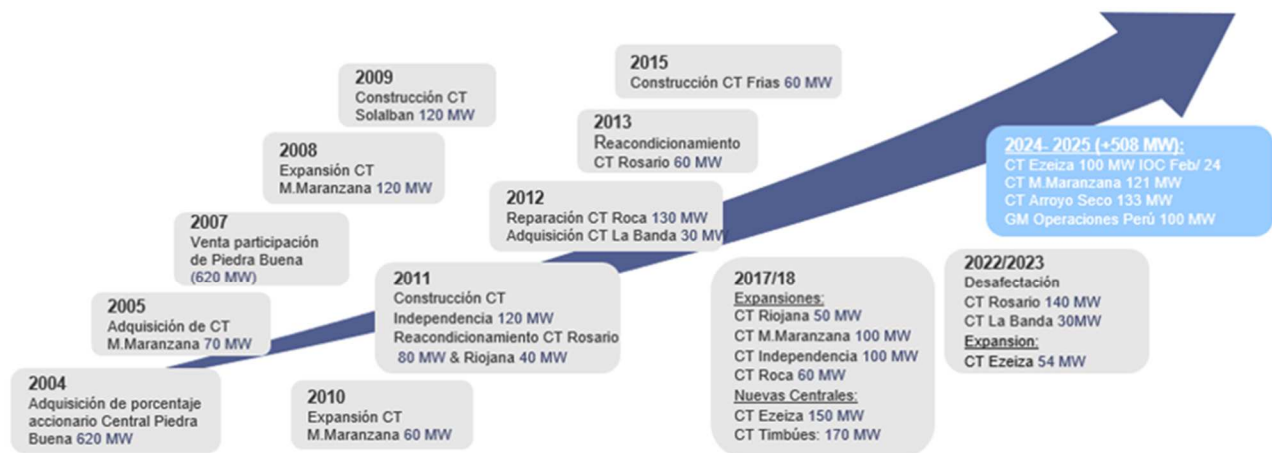 2004
Adquisición de porcentaje
accionario Central Piedra
Buena 620 MW
2005
Adquisición de CT
M.Maranzana 70 MW
2007
Venta participación
de Piedra Buena
(620 MW)
2008
Expansión CT
M.Maranzana 120 MW
2009
Construcción CT
Solalban 120 MW
2010
Expansión CT
M.Maranzana 60 MW
2011
Construcción CT
Independencia 120 MW
Reacondicionamiento CT Rosario
80 MW & Riojana 40 MW
2012
Reparación CT Roca 130 MW
Adquisición CT La Banda 30 MW
2013
Reacondicionamiento
CT Rosario 60 MW
2015
Construcción CT Frias 60 MW
2017/18
Expansiones:
CT Riojana 50 MW
CT M.Maranzana 100 MW
CT Independencia 100 MW
CT Roca 60 MW
Nuevas Centrales:
CT Ezeiza 150 MW
CT Timbúes: 170 MW
2022/2023
Desafectación
CT Rosario 140 MW
CT La Banda 30MW
Expansion:
CT Ezeiza 54 MW
2024- 2025 (+508 MW):
CT Ezeiza 100 MW IOC Feb/ 24
CT M.Maranzana 121 MW
CT Arroyo Seco 133 MW
GM Operaciones Perú 100 MW